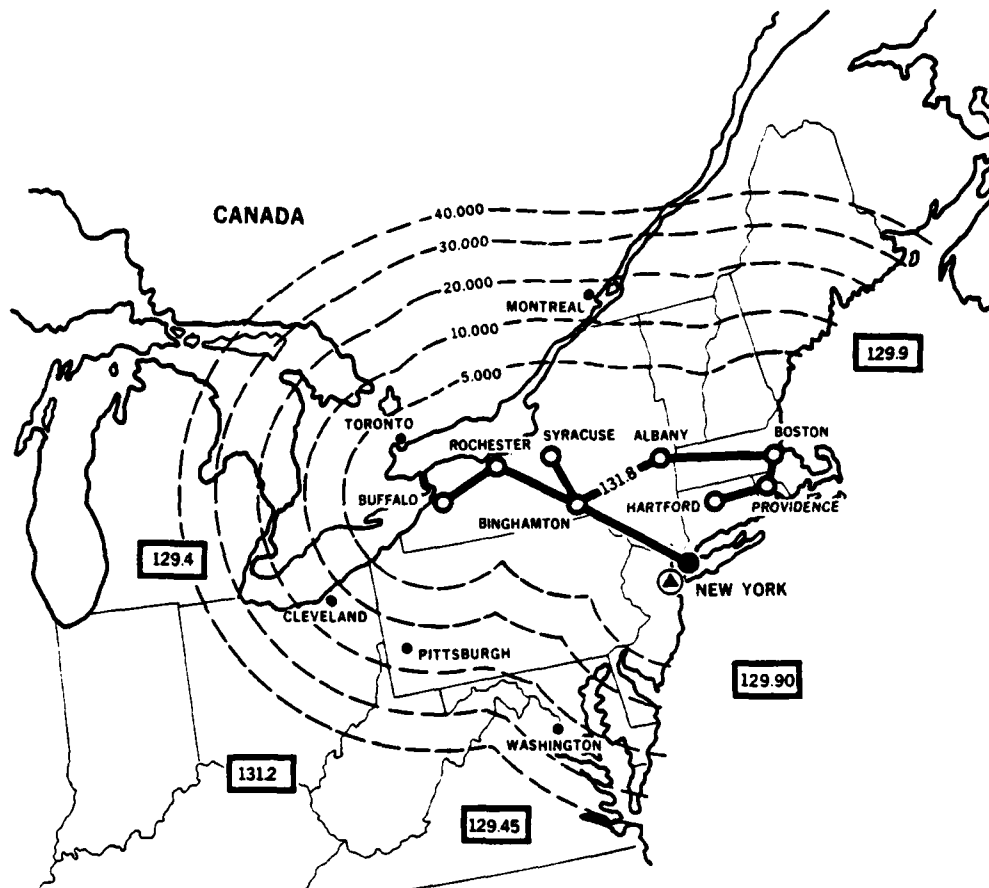 CANADA
40.000
30.000
20.000
MONTREAL
10.000
129.9
5.000
TORONTO
ROCHESTER
SYRACUSE
ALBANY
BOSTON
131.8
BUFFALO
BINGHAMTON
HARTFORD
PROVIDENCE
129.4
NEW YORK
CLEVELAND
PITTSBURGH
129.90
WASHINGTON
131.2
129.45